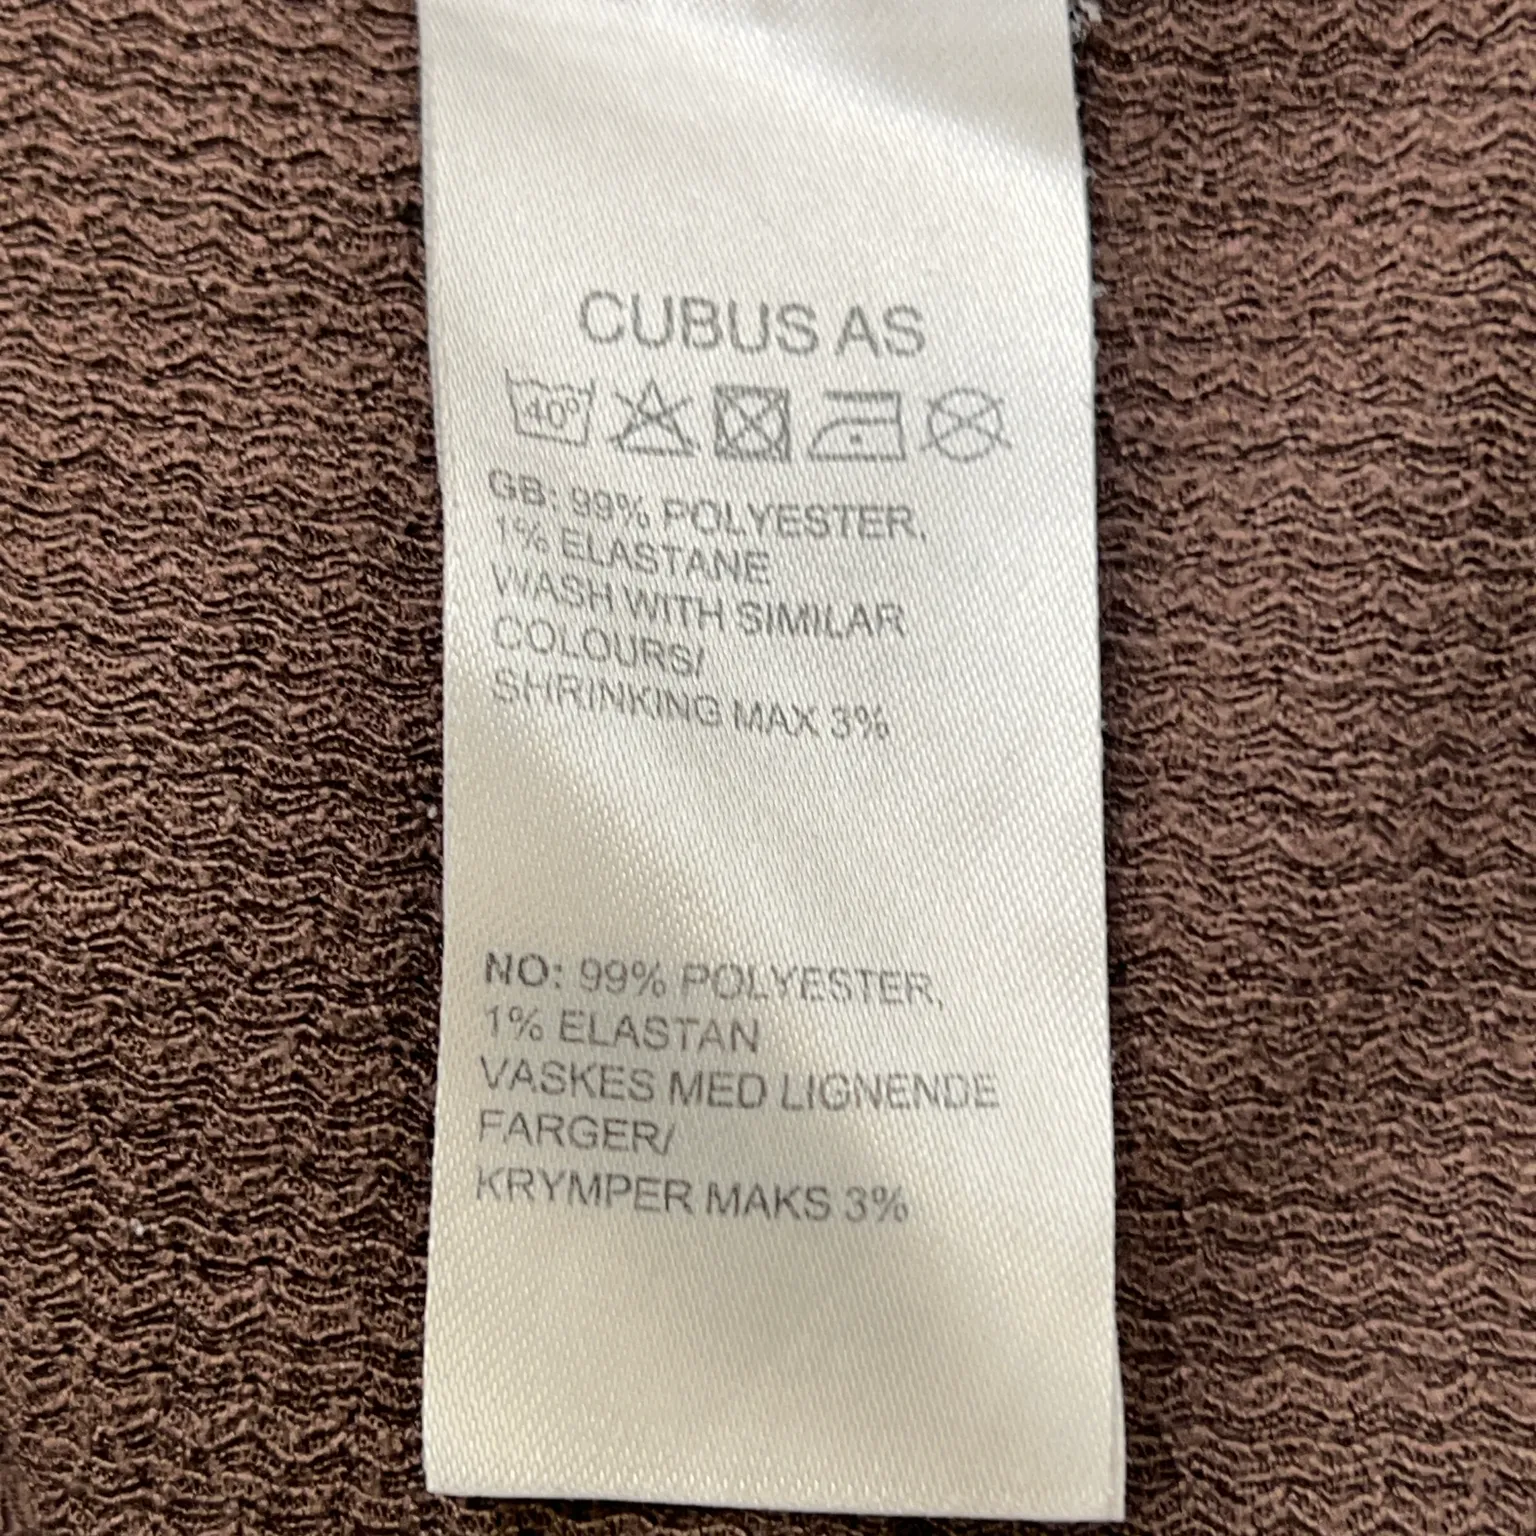 CUBUS AS
40°
GB: 99% POLYESTER,
1% ELASTANE
WASH WITH SIMILAR
COLOURS/
SHRINKING MAX 3%
NO: 99% POLYESTER,
1% ELASTAN
VASKES MED LIGNENDE
FARGER/
KRYMPER MAKS 3%